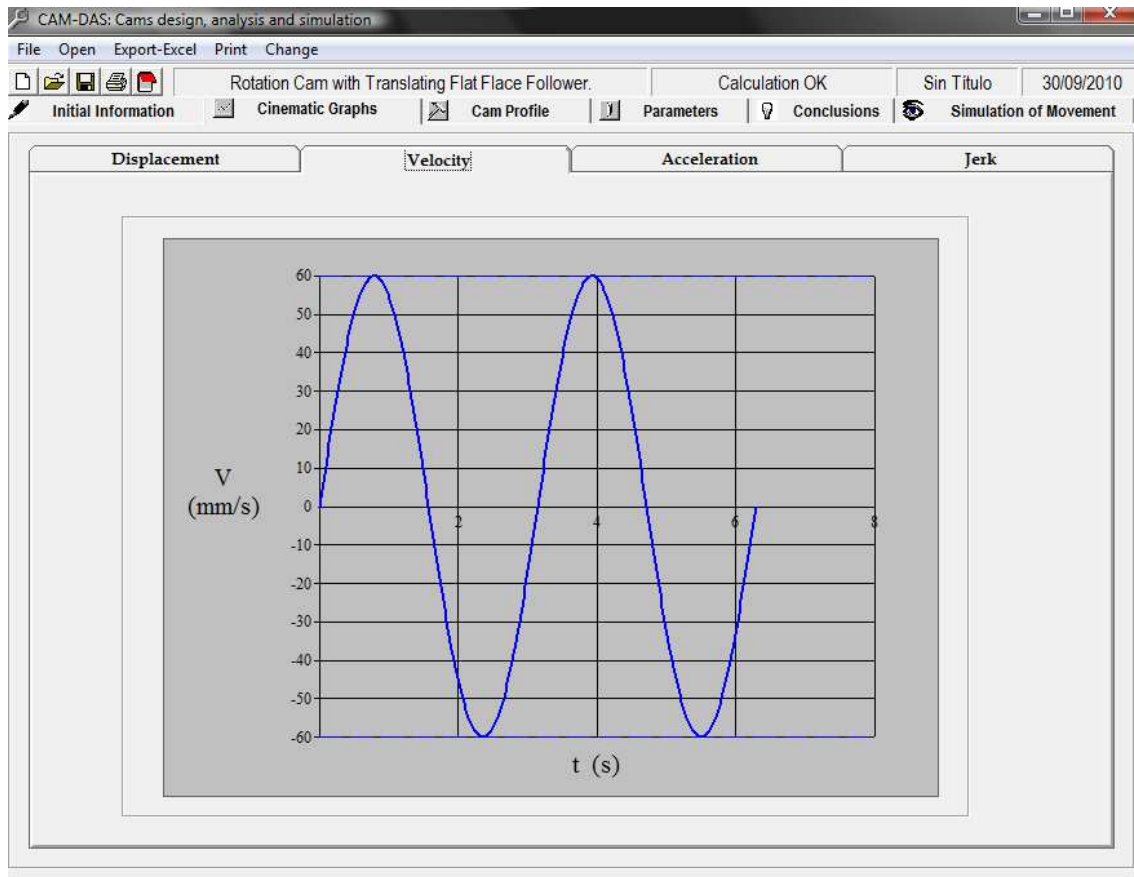 CAM-DAS: Cams design, analysis and simulation
File Open Export-Excel Print Change
Rotation Cam with Translating Flat Flace Follower. Calculation OK Sin Título 30/09/2010
Initial Information Cinematic Graphs Cam Profile Parameters Conclusions Simulation of Movement
Displacement Velocity Acceleration Jerk
60
50
40
30
20
10
V
(mm/s)
0
2 4 6 8
-10
-20
-30
-40
-50
-60
t (s)